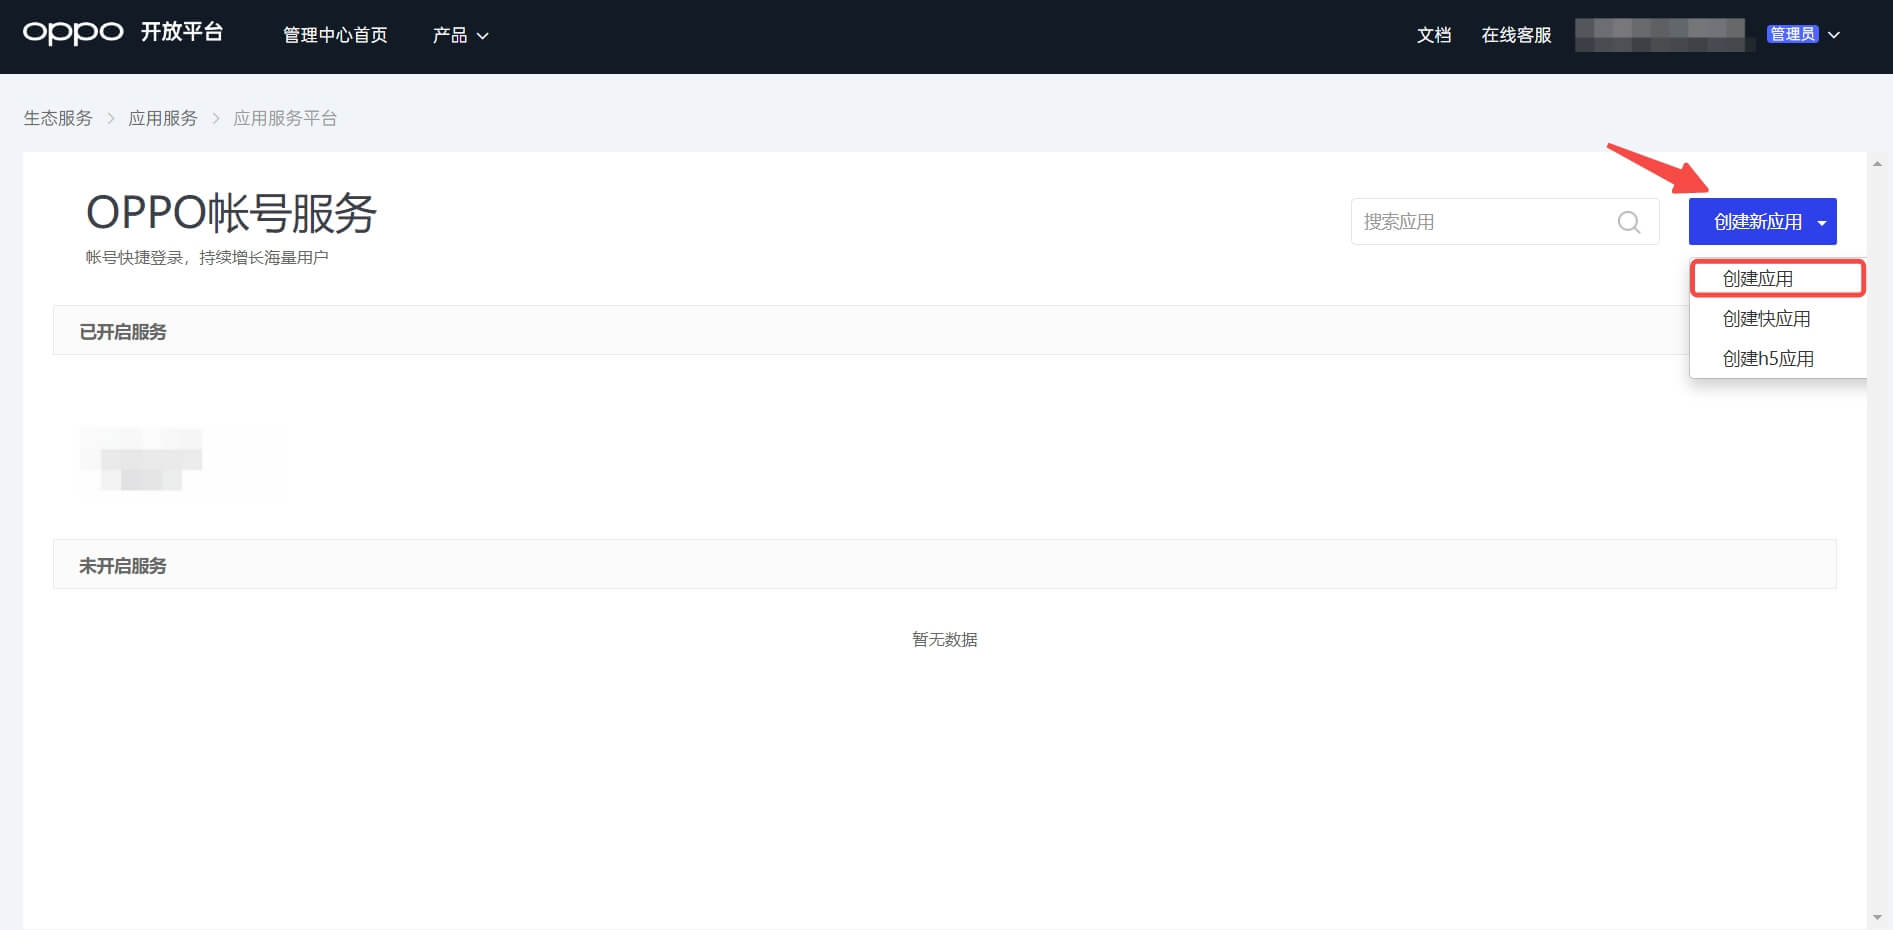 oppo 开放平台 管理中心首页 产品 文档 在线客服 管理员
生态服务 > 应用服务 > 应用服务平台
OPPO帐号服务
帐号快捷登录，持续增长海量用户
搜索应用
创建新应用
创建应用
创建快应用
创建h5应用
已开启服务
未开启服务
暂无数据